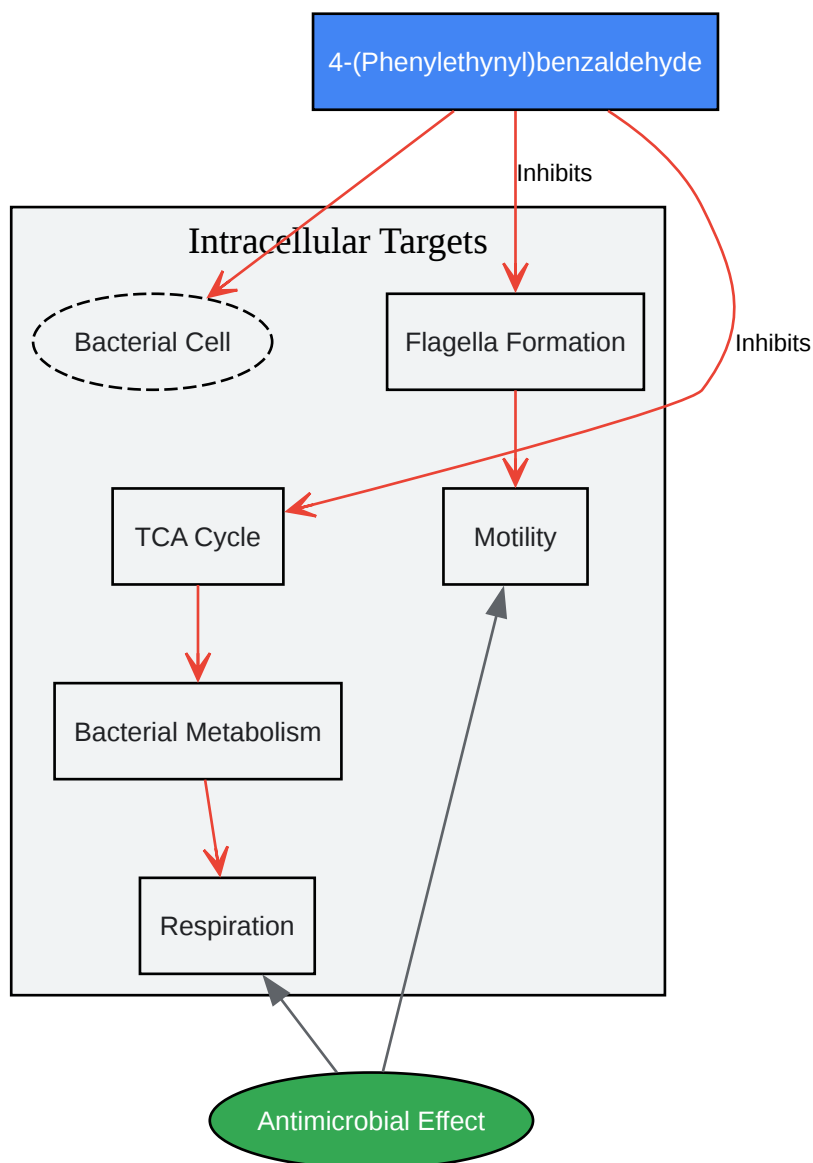 4-(Phenylethynyl)benzaldehyde
Inhibits
Intracellular Targets
Bacterial Cell
Flagella Formation
Inhibits
TCA Cycle
Motility
Bacterial Metabolism
Respiration
Antimicrobial Effect